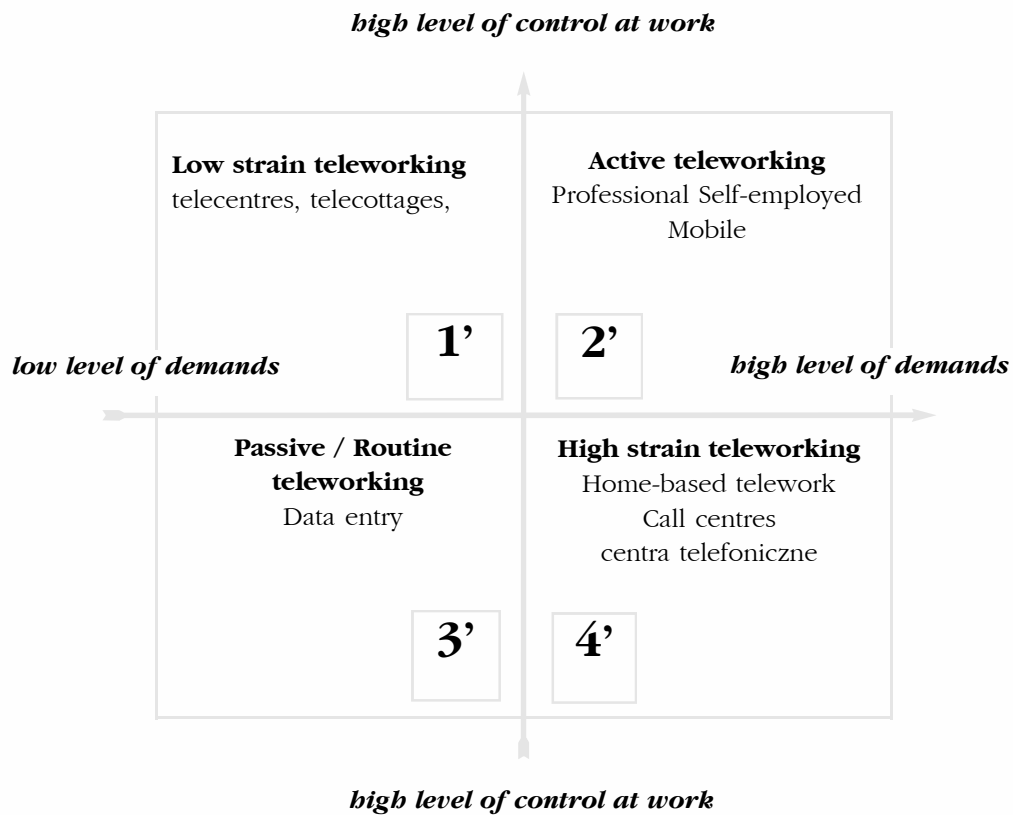 high level of control at work
Low strain teleworking
telecentres, telecottages,
Active teleworking
Professional Self-employed
Mobile
1’
2’
low level of demands
high level of demands
Passive / Routine
teleworking
Data entry
High strain teleworking
Home-based telework
Call centres
centra telefoniczne
3’
4’
high level of control at work